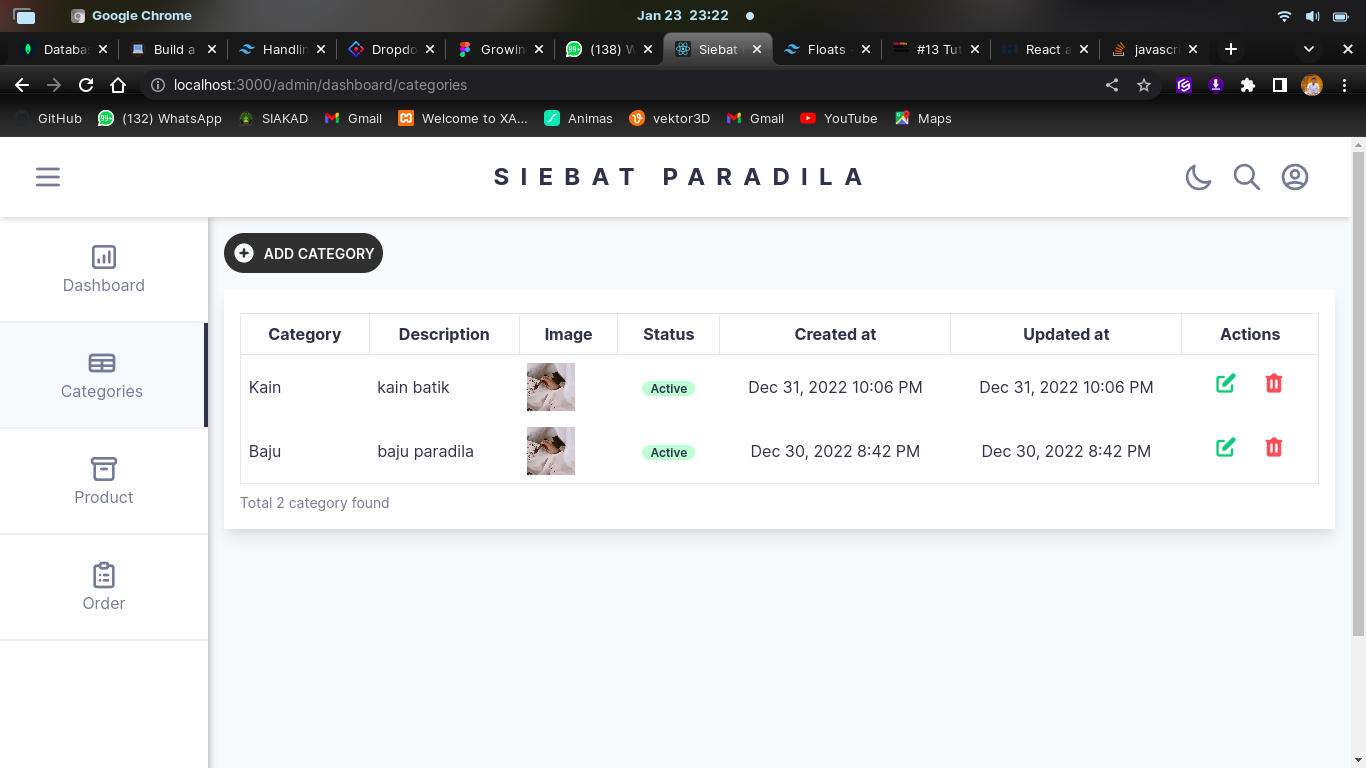 Google Chrome Jan 23 23:22
Databa Build a Handlin Dropdo Growin (138) W Siebat Floats #13 Tut React a javascri
localhost:3000/admin/dashboard/categories
GitHub (132) WhatsApp SIAKAD Gmail Welcome to XA... Animas vektor3D Gmail YouTube Maps
SIEBAT PARADILA
Dashboard
Categories
Product
Order
ADD CATEGORY
Category Description Image Status Created at Updated at Actions
Kain kain batik Active Dec 31, 2022 10:06 PM Dec 31, 2022 10:06 PM
Baju baju paradila Active Dec 30, 2022 8:42 PM Dec 30, 2022 8:42 PM
Total 2 category found